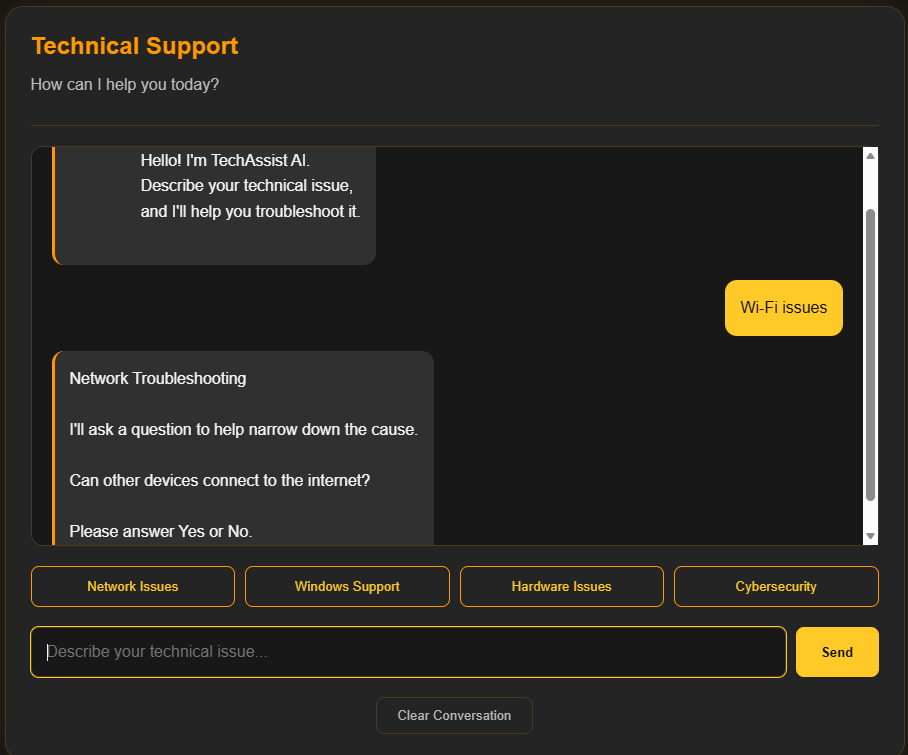 Technical Support
How can I help you today?
Hello! I'm TechAssist AI.
Describe your technical issue,
and I'll help you troubleshoot it.
Wi-Fi issues
Network Troubleshooting
I'll ask a question to help narrow down the cause.
Can other devices connect to the internet?
Please answer Yes or No.
Network Issues
Windows Support
Hardware Issues
Cybersecurity
Describe your technical issue...
Send
Clear Conversation